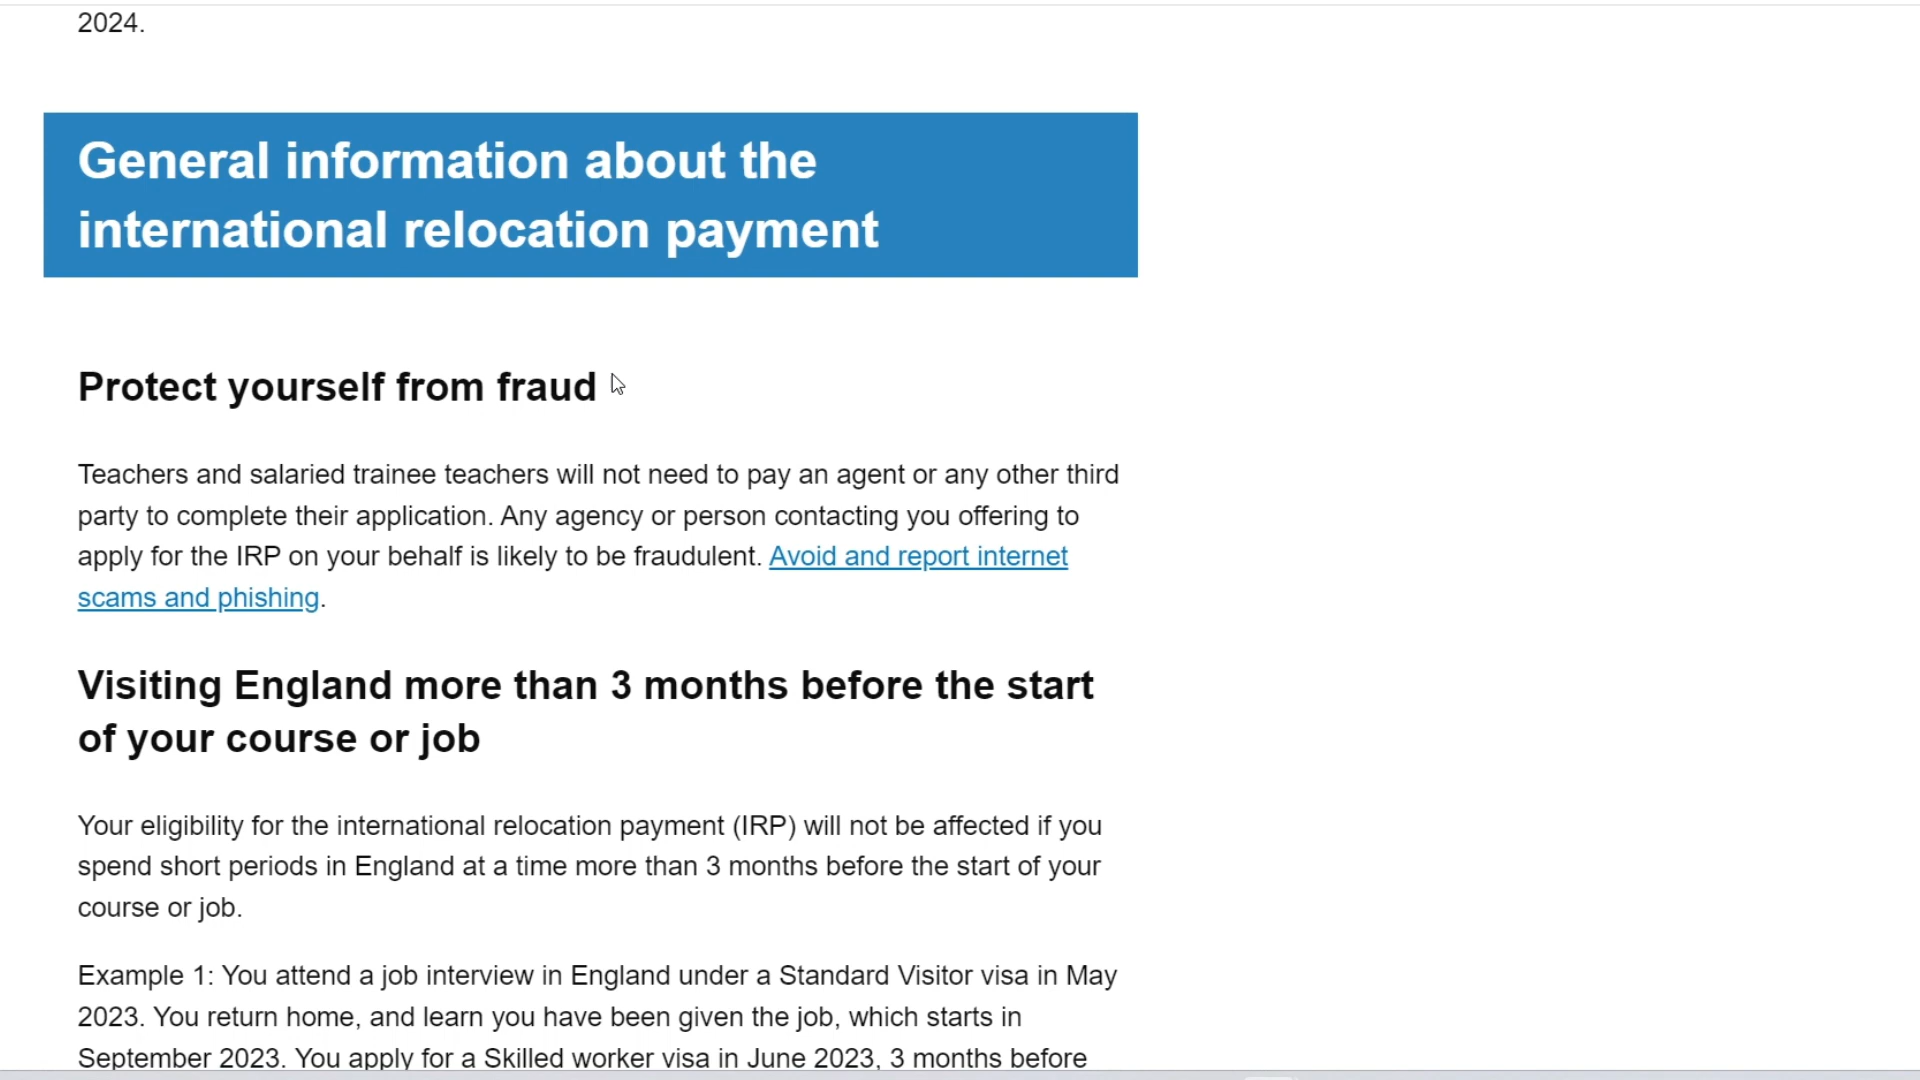 2024.
General information about the
international relocation payment
Protect yourself from fraud
Teachers and salaried trainee teachers will not need to pay an agent or any other third
party to complete their application. Any agency or person contacting you offering to
apply for the IRP on your behalf is likely to be fraudulent. Avoid and report internet
scams and phishing.
Visiting England more than 3 months before the start
of your course or job
Your eligibility for the international relocation payment (IRP) will not be affected if you
spend short periods in England at a time more than 3 months before the start of your
course or job.
Example 1: You attend a job interview in England under a Standard Visitor visa in May
2023. You return home, and learn you have been given the job, which starts in
September 2023. You apply for a Skilled worker visa in June 2023, 3 months before